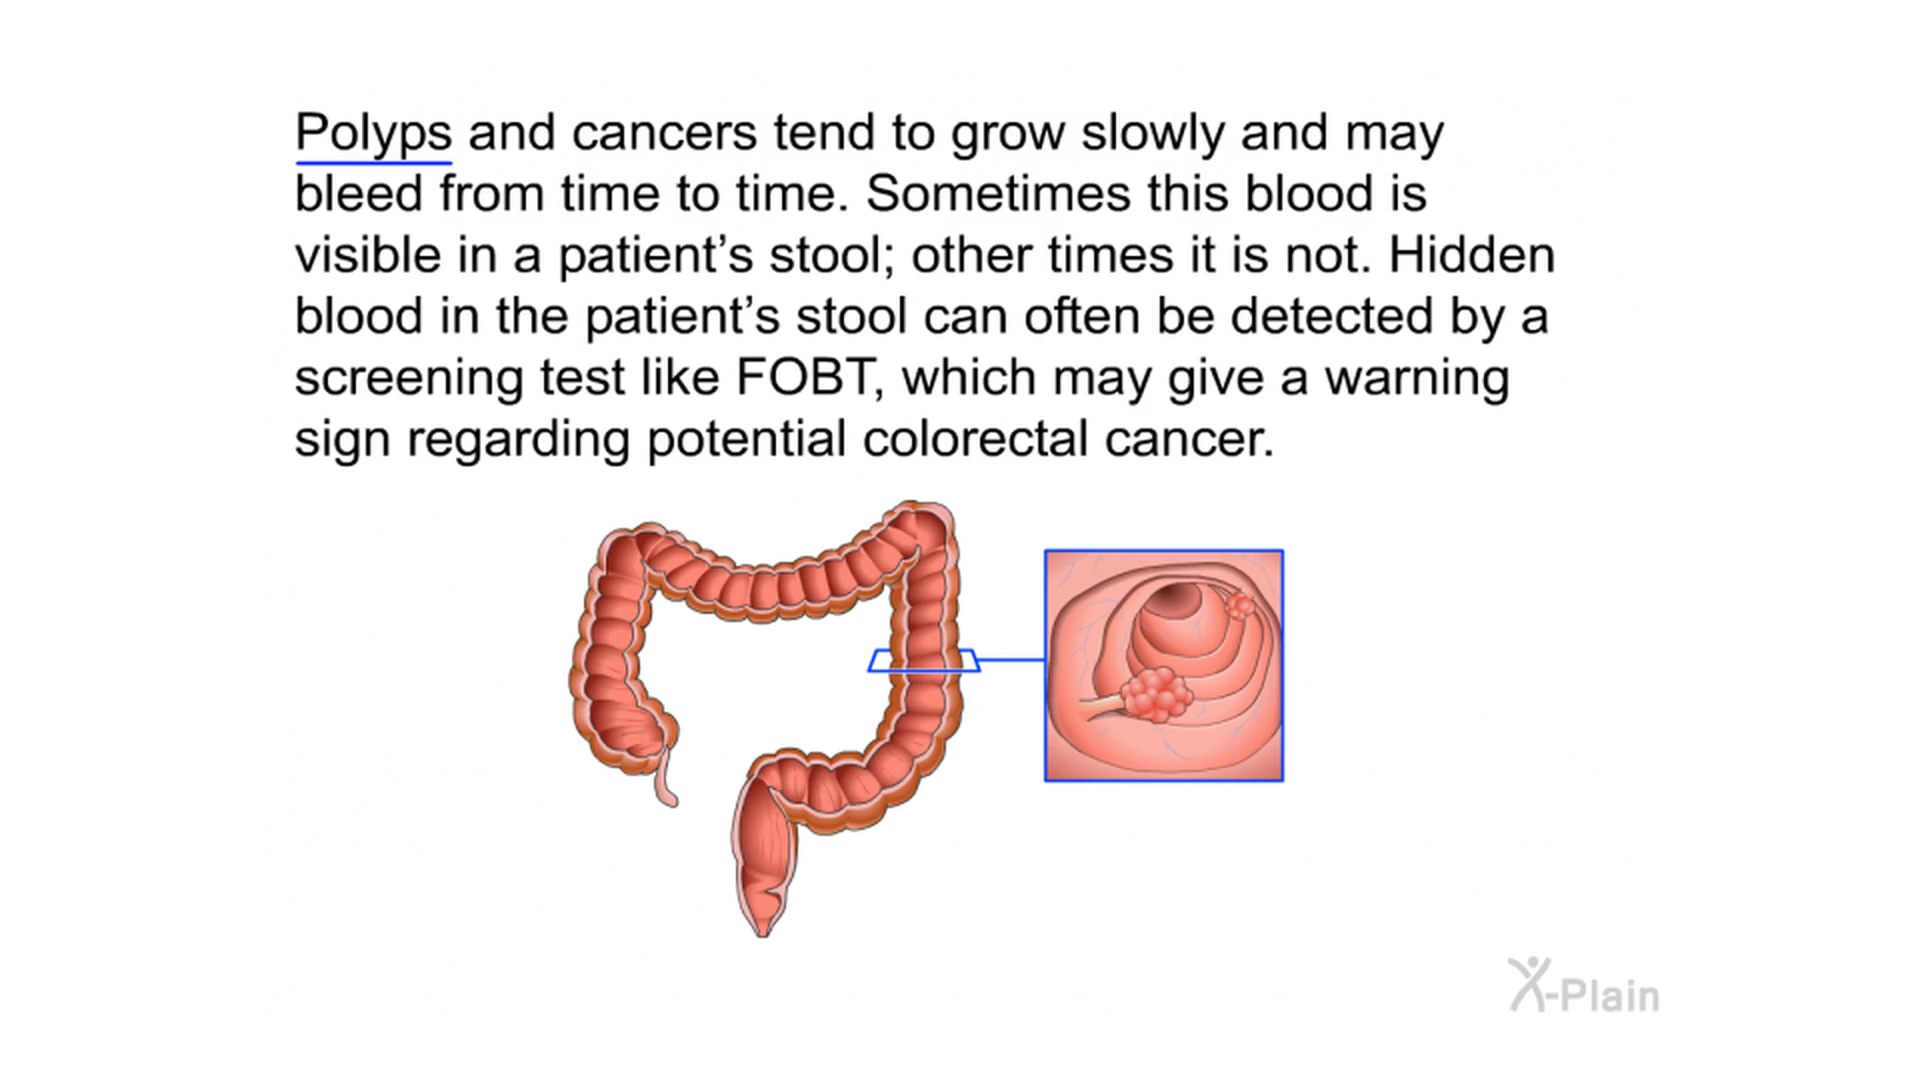 Polyps and cancers tend to grow slowly and may
bleed from time to time. Sometimes this blood is
visible in a patient’s stool; other times it is not. Hidden
blood in the patient’s stool can often be detected by a
screening test like FOBT, which may give a warning
sign regarding potential colorectal cancer.
X-Plain